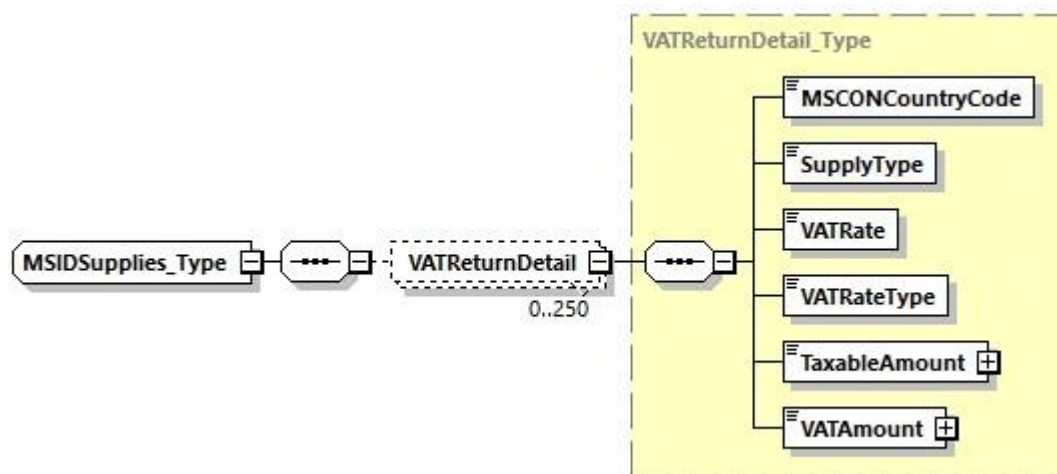 VATReturnDetail_Type
MSCONCountryCode
SupplyType
VATRate
MSIDSupplies_Type
VATReturnDetail
0..250
VATRateType
TaxableAmount
VATAmount